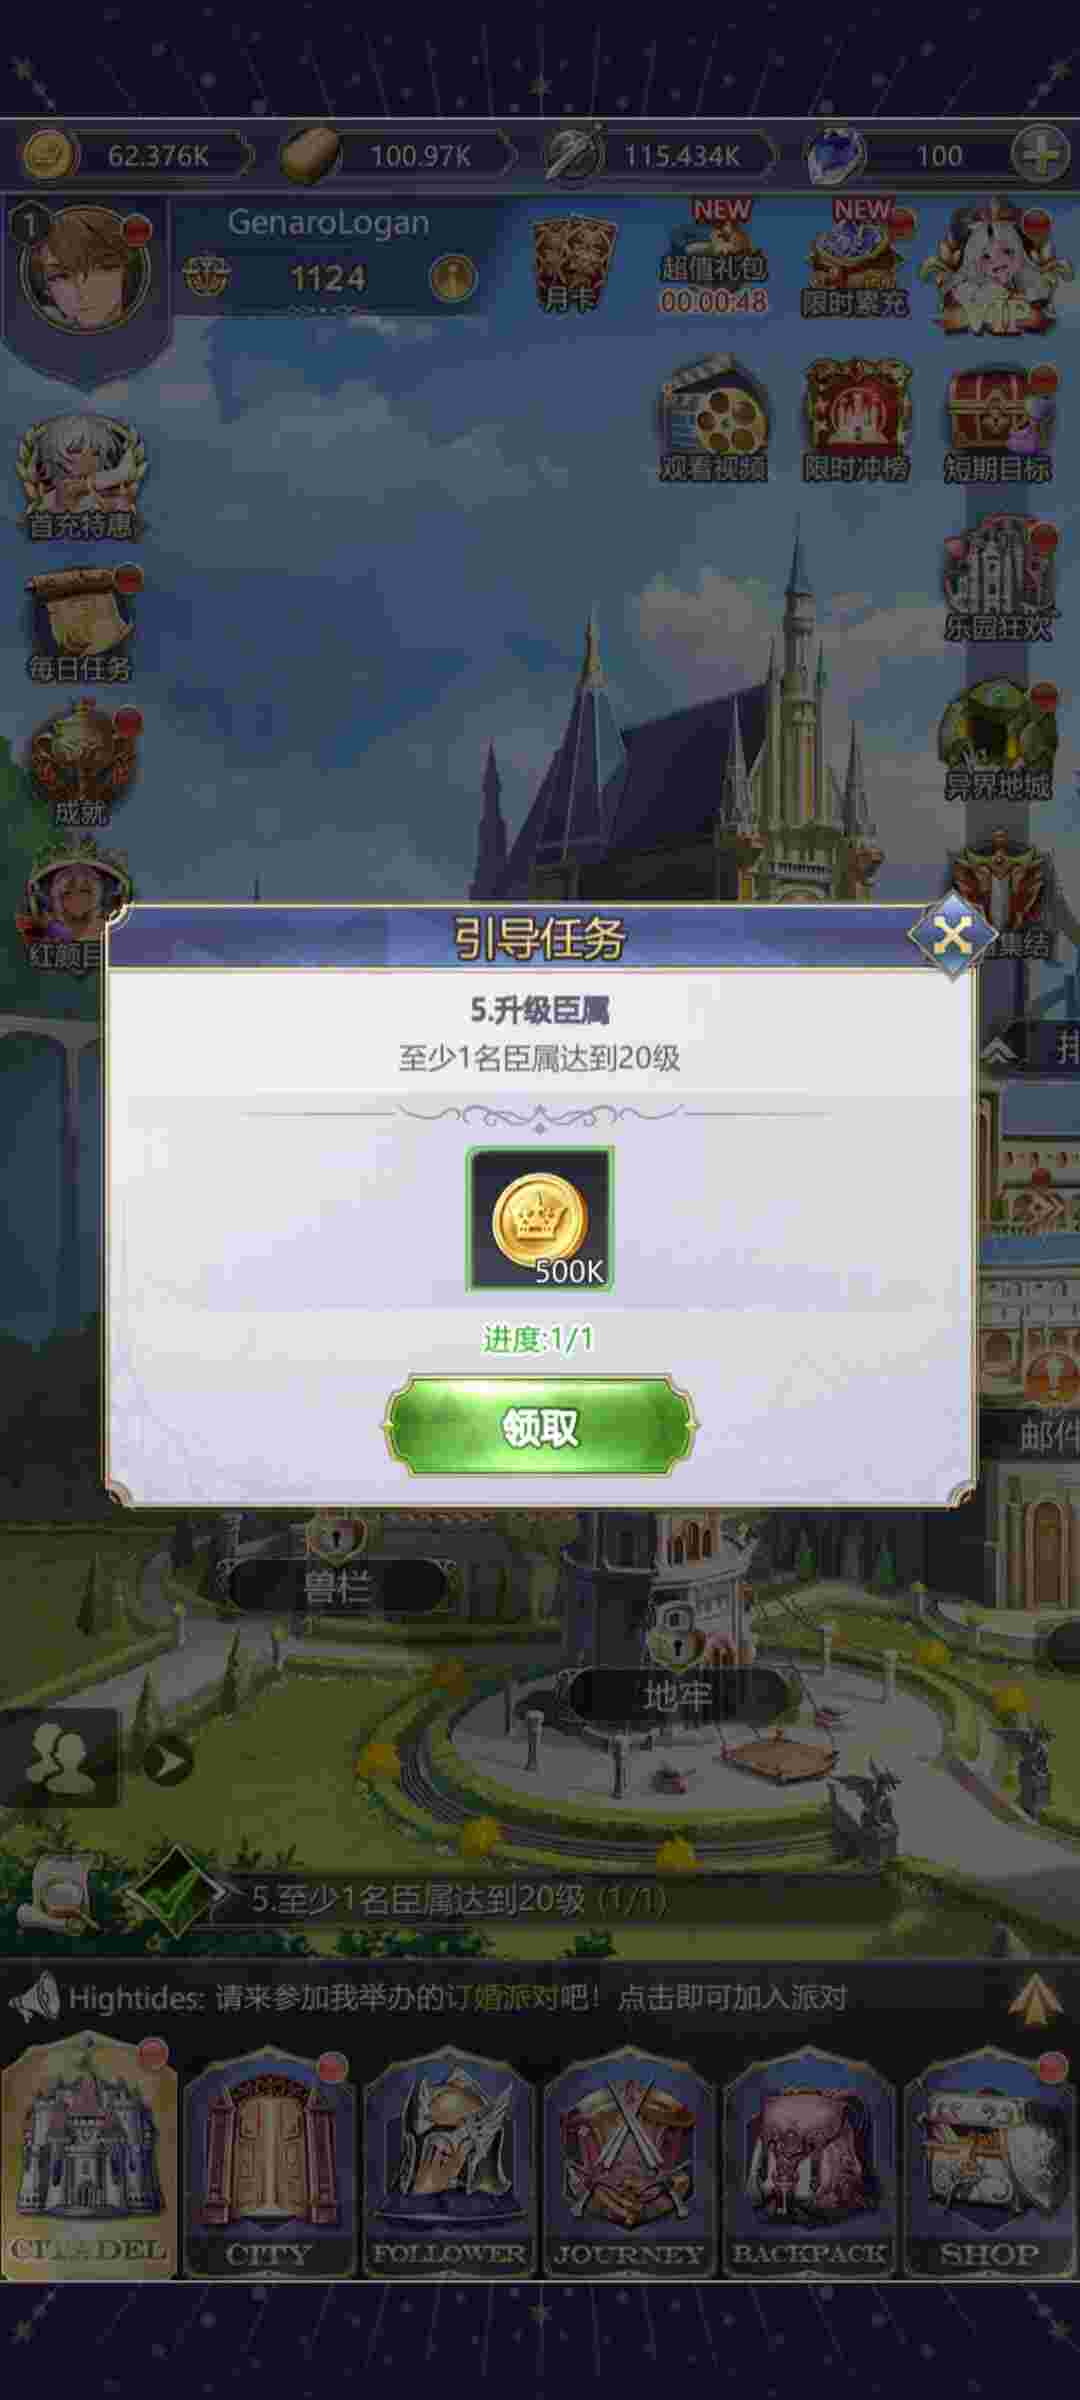 62.376K
100.97K
115.434K
100
1
GenaroLogan
1124
月卡
NEW
超值礼包
00:00:48
NEW
限时累充
VIP
观看视频
限时冲榜
短期目标
首充特惠
乐园狂欢
每日任务
异界地城
成就
红颜目
集结
引导任务
5.升级臣属
至少1名臣属达到20级
500K
进度:1/1
领取
邮件
兽栏
地牢
5.至少1名臣属达到20级 (1/1)
Hightides: 请来参加我举办的订婚派对吧！点击即可加入派对
CITADEL
CITY
FOLLOWER
JOURNEY
BACKPACK
SHOP